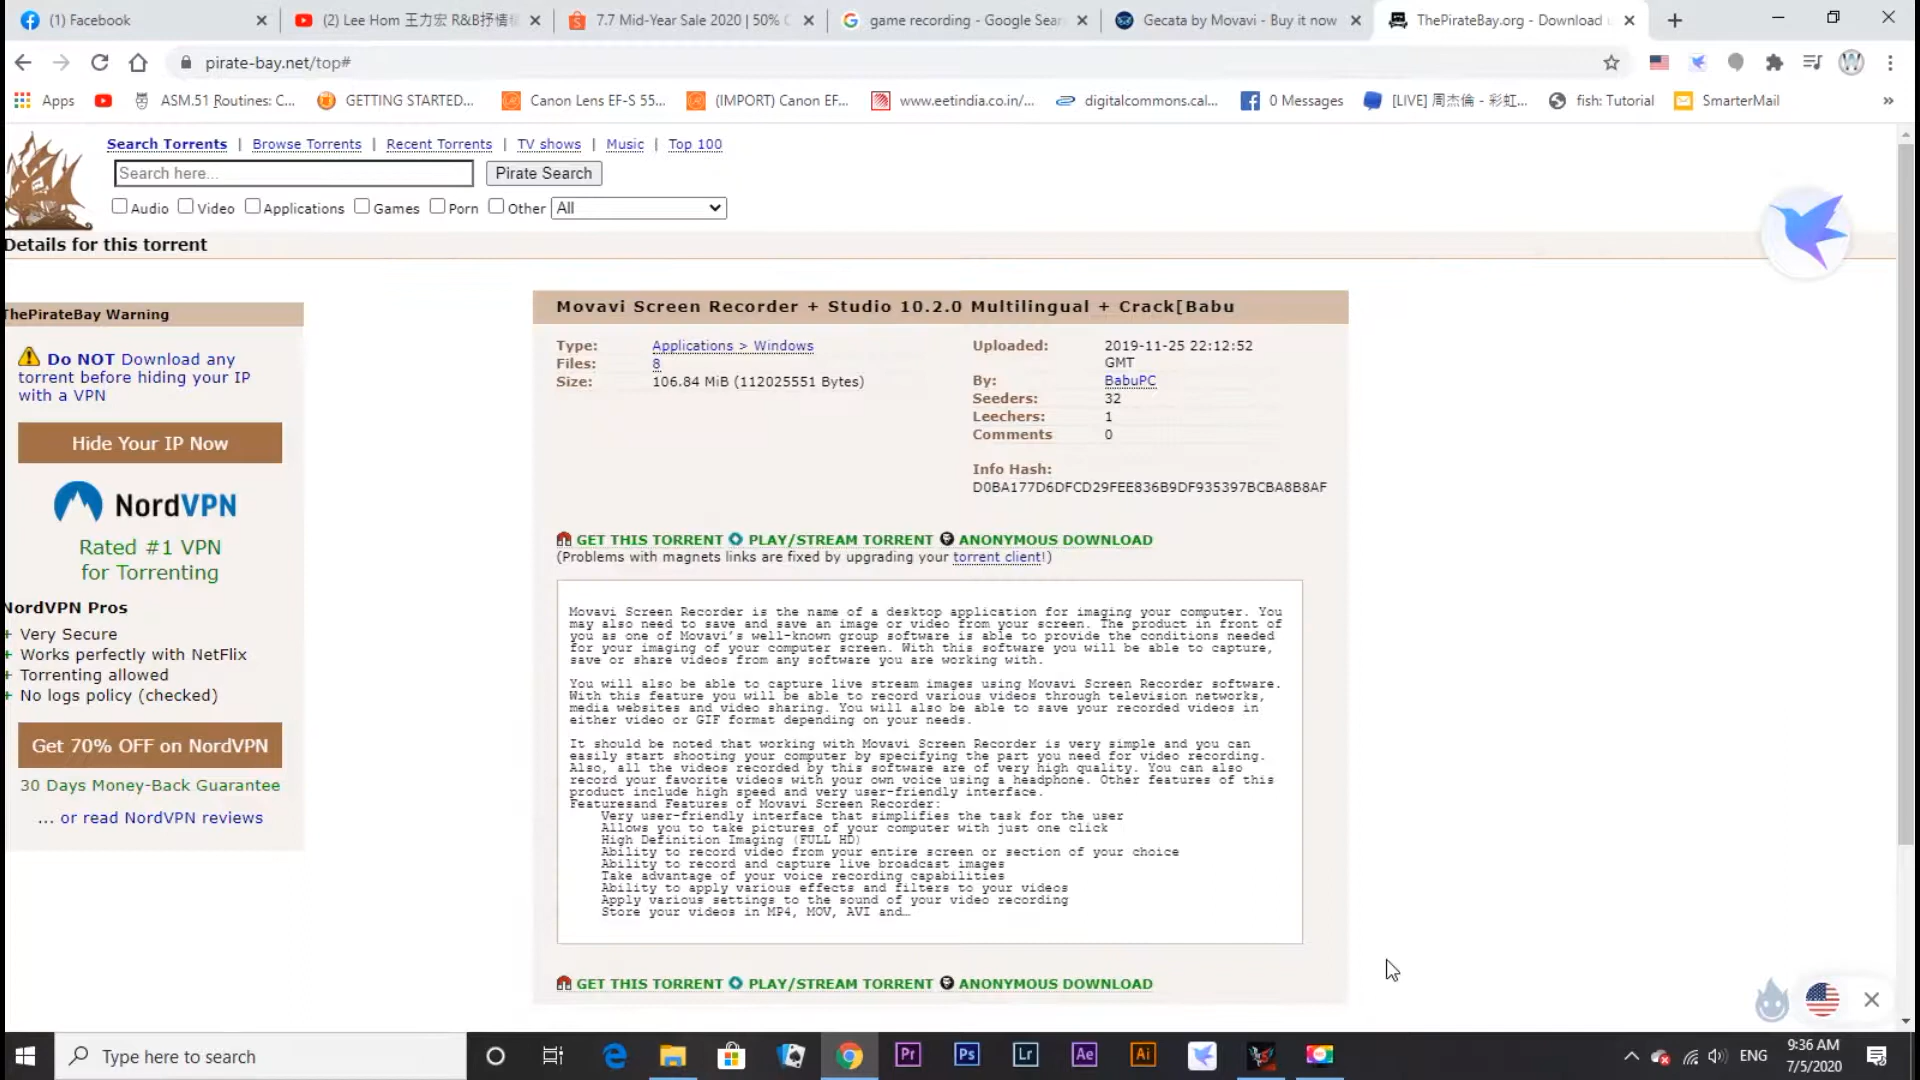 (1) Facebook
(2) Lee Hom 王力宏 R&B抒情
7.7 Mid-Year Sale 2020 | 50%
game recording - Google Sear
Gecata by Movavi - Buy it now
ThePirateBay.org - Download
pirate-bay.net/top#
Apps
ASM.51 Routines: C...
GETTING STARTED...
Canon Lens EF-S 55...
(IMPORT) Canon EF...
www.eetindia.co.in/...
digitalcommons.cal...
0 Messages
[LIVE] 周杰倫 - 彩虹...
fish: Tutorial
SmarterMail
»
Search Torrents | Browse Torrents | Recent Torrents | TV shows | Music | Top 100
Search here...
Pirate Search
Audio Video Applications Games Porn Other All
Details for this torrent
ThePirateBay Warning
Do NOT Download any
torrent before hiding your IP
with a VPN
Hide Your IP Now
NordVPN
Rated #1 VPN
for Torrenting
NordVPN Pros
+ Very Secure
+ Works perfectly with NetFlix
+ Torrenting allowed
+ No logs policy (checked)
Get 70% OFF on NordVPN
30 Days Money-Back Guarantee
... or read NordVPN reviews
Movavi Screen Recorder + Studio 10.2.0 Multilingual + Crack[Babu
Type: Applications > Windows
Files: 8
Size: 106.84 MiB (112025551 Bytes)
Uploaded: 2019-11-25 22:12:52
GMT
By: BabuPC
Seeders: 32
Leechers: 1
Comments 0
Info Hash:
D0BA177D6DFCD29FEE836B9DF935397BCBA8B8AF
GET THIS TORRENT PLAY/STREAM TORRENT ANONYMOUS DOWNLOAD
(Problems with magnets links are fixed by upgrading your torrent client!)
Movavi Screen Recorder is the name of a desktop application for imaging your computer. You
may also need to save and save an image or video from your screen. The product in front of
you as one of Movavi's well-known group software is able to provide the conditions needed
for your imaging of your computer screen. With this software you will be able to capture,
save or share videos from any software you are working with.
You will also be able to capture live stream images using Movavi Screen Recorder software.
With this feature you will be able to record various videos through television networks,
media websites and video sharing. You will also be able to save your recorded videos in
either video or GIF format depending on your needs.
It should be noted that working with Movavi Screen Recorder is very simple and you can
easily start shooting your computer by specifying the part you need for video recording.
Also, all the videos recorded by this software are of very high quality. You can also
record your favorite videos with your own voice using a headphone. Other features of this
product include high speed and very user-friendly interface.
Featuresand Features of Movavi Screen Recorder:
Very user-friendly interface that simplifies the task for the user
Allows you to take pictures of your computer with just one click
High Definition Imaging (FULL HD)
Ability to record video from your entire screen or section of your choice
Ability to record and capture live broadcast images
Take advantage of your voice recording capabilities
Ability to apply various effects and filters to your videos
Apply various settings to the sound of your video recording
Store your videos in MP4, MOV, AVI and…
GET THIS TORRENT PLAY/STREAM TORRENT ANONYMOUS DOWNLOAD
Type here to search
Pr
Ps
Lr
Ae
Ai
ENG
9:36 AM
7/5/2020